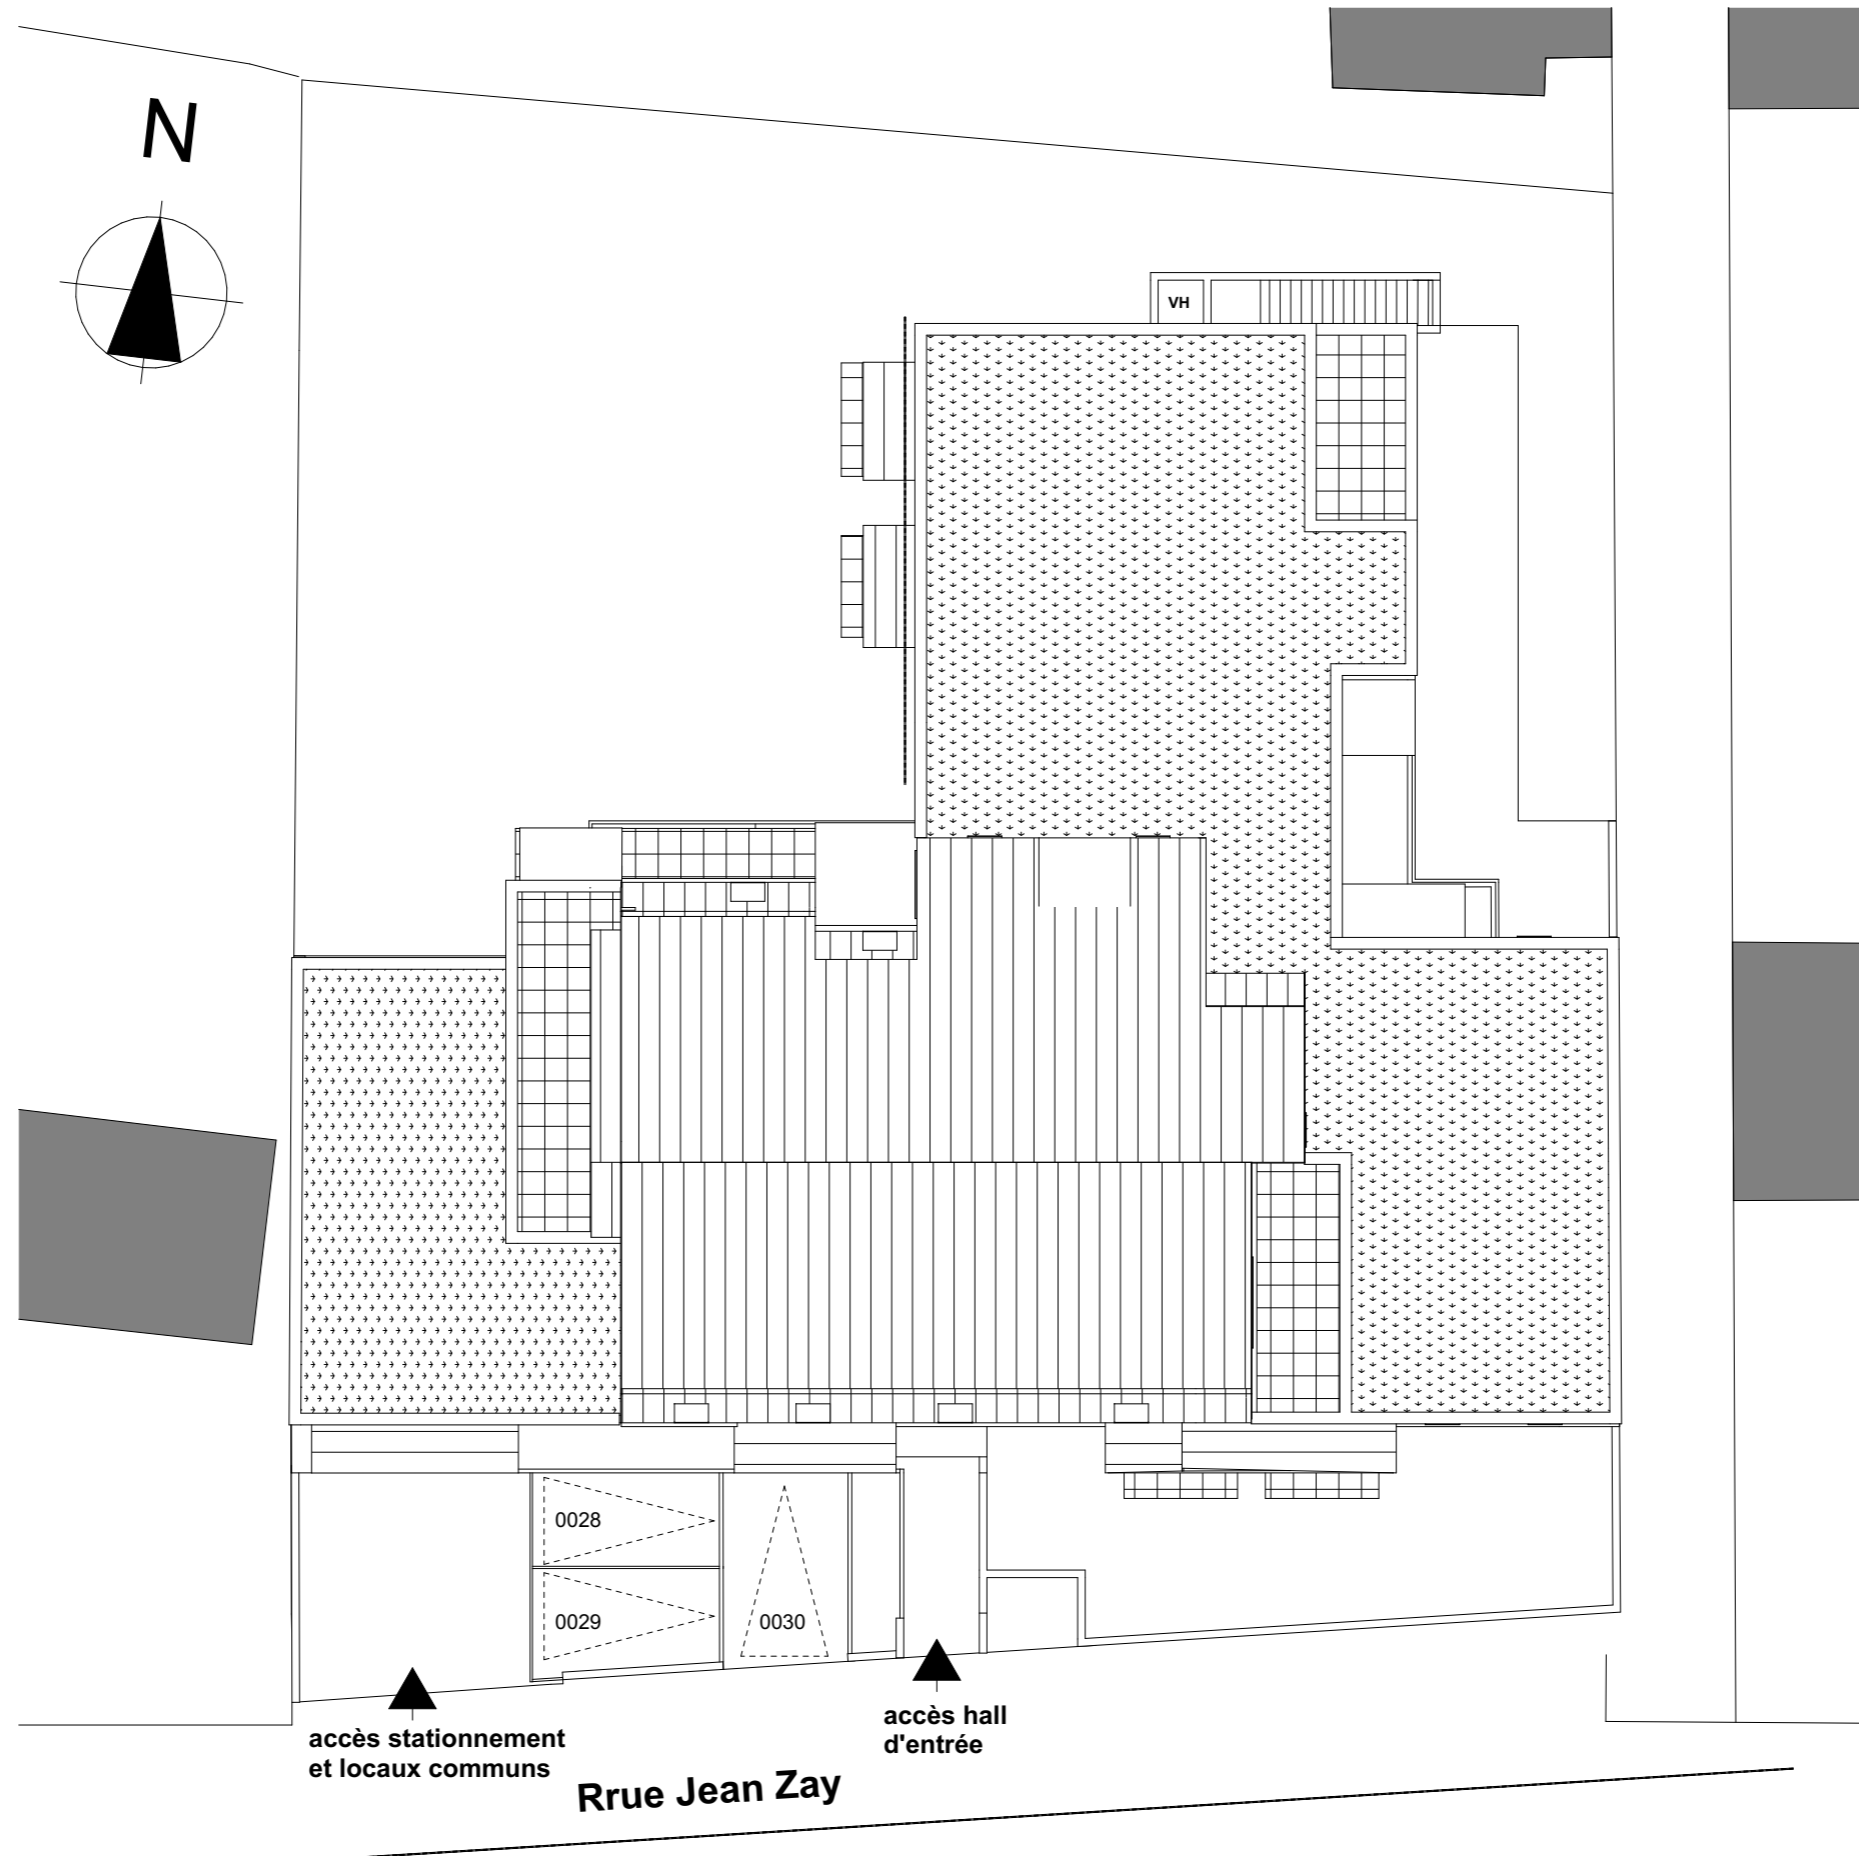 N
VH
0028
0029
0030
accès hall
d'entrée
accès stationnement
et locaux communs
Rrue Jean Zay